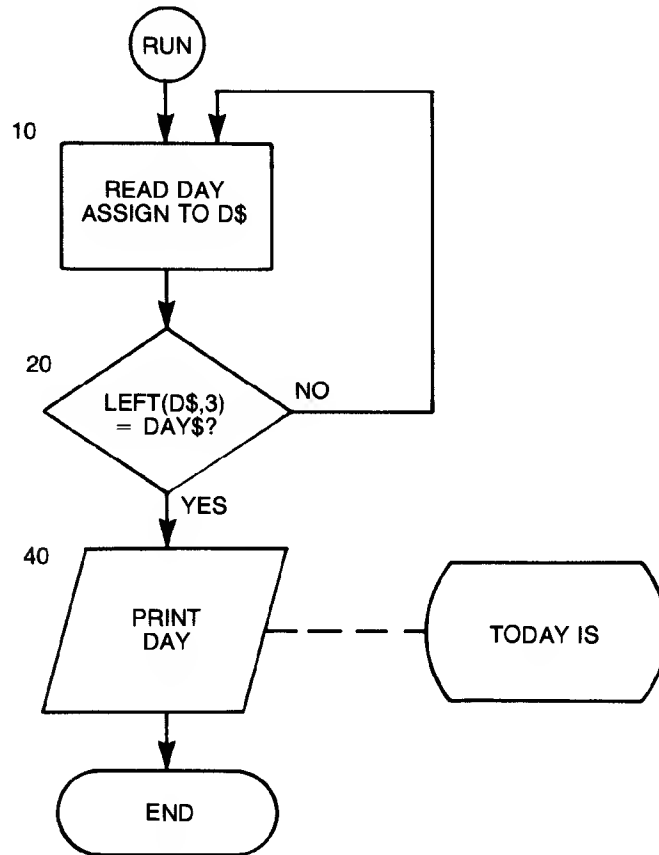 RUN
10
READ DAY
ASSIGN TO D$
20
LEFT(D$,3)
= DAY$?
NO
YES
40
PRINT
DAY
TODAY IS
END